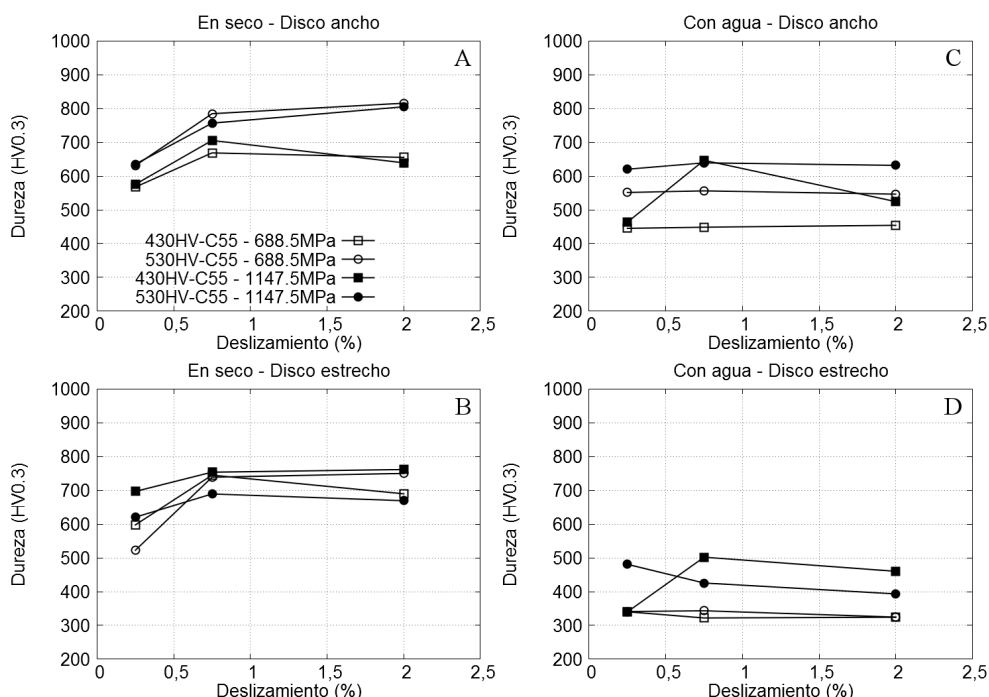 En seco - Disco ancho
A
1000
900
800
700
600
500
400
300
200
Dureza (HV0.3)
430HV-C55 - 688.5MPa
530HV-C55 - 688.5MPa
430HV-C55 - 1147.5MPa
530HV-C55 - 1147.5MPa
0 0,5 1 1,5 2 2,5
Deslizamiento (%)
Con agua - Disco ancho
C
1000
900
800
700
600
500
400
300
200
Dureza (HV0.3)
0 0,5 1 1,5 2 2,5
Deslizamiento (%)
En seco - Disco estrecho
B
1000
900
800
700
600
500
400
300
200
Dureza (HV0.3)
0 0,5 1 1,5 2 2,5
Deslizamiento (%)
Con agua - Disco estrecho
D
1000
900
800
700
600
500
400
300
200
Dureza (HV0.3)
0 0,5 1 1,5 2 2,5
Deslizamiento (%)